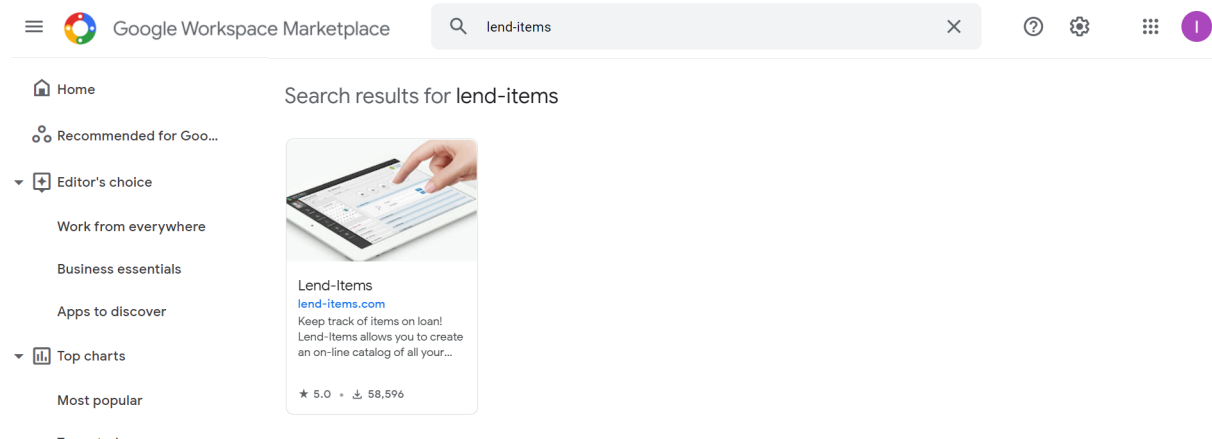 Google Workspace Marketplace
lend-items
I
Home
Recommended for Goo...
Editor's choice
Work from everywhere
Business essentials
Apps to discover
Top charts
Most popular
Search results for lend-items
Lend-Items
lend-items.com
Keep track of items on loan!
Lend-Items allows you to create
an on-line catalog of all your...
5.0 • 58,596